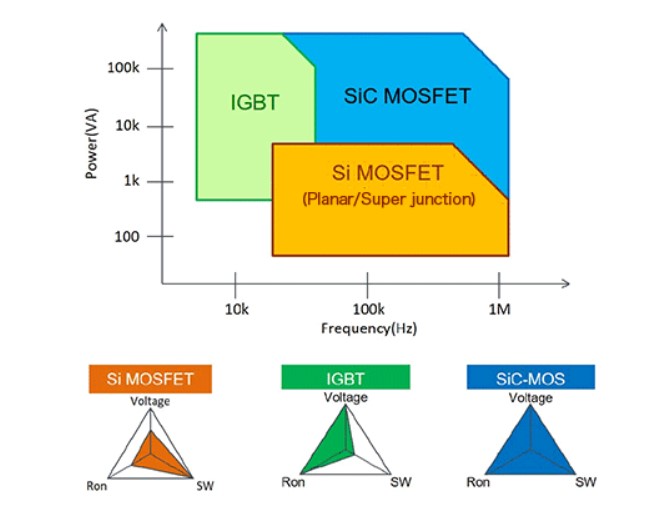 100k
10k
1k
100
Power(VA)
IGBT
SiC MOSFET
Si MOSFET
(Planar/Super junction)
10k
100k
1M
Frequency(Hz)
Si MOSFET
IGBT
SiC-MOS
Voltage
Ron
SW
Voltage
Ron
SW
Voltage
Ron
SW